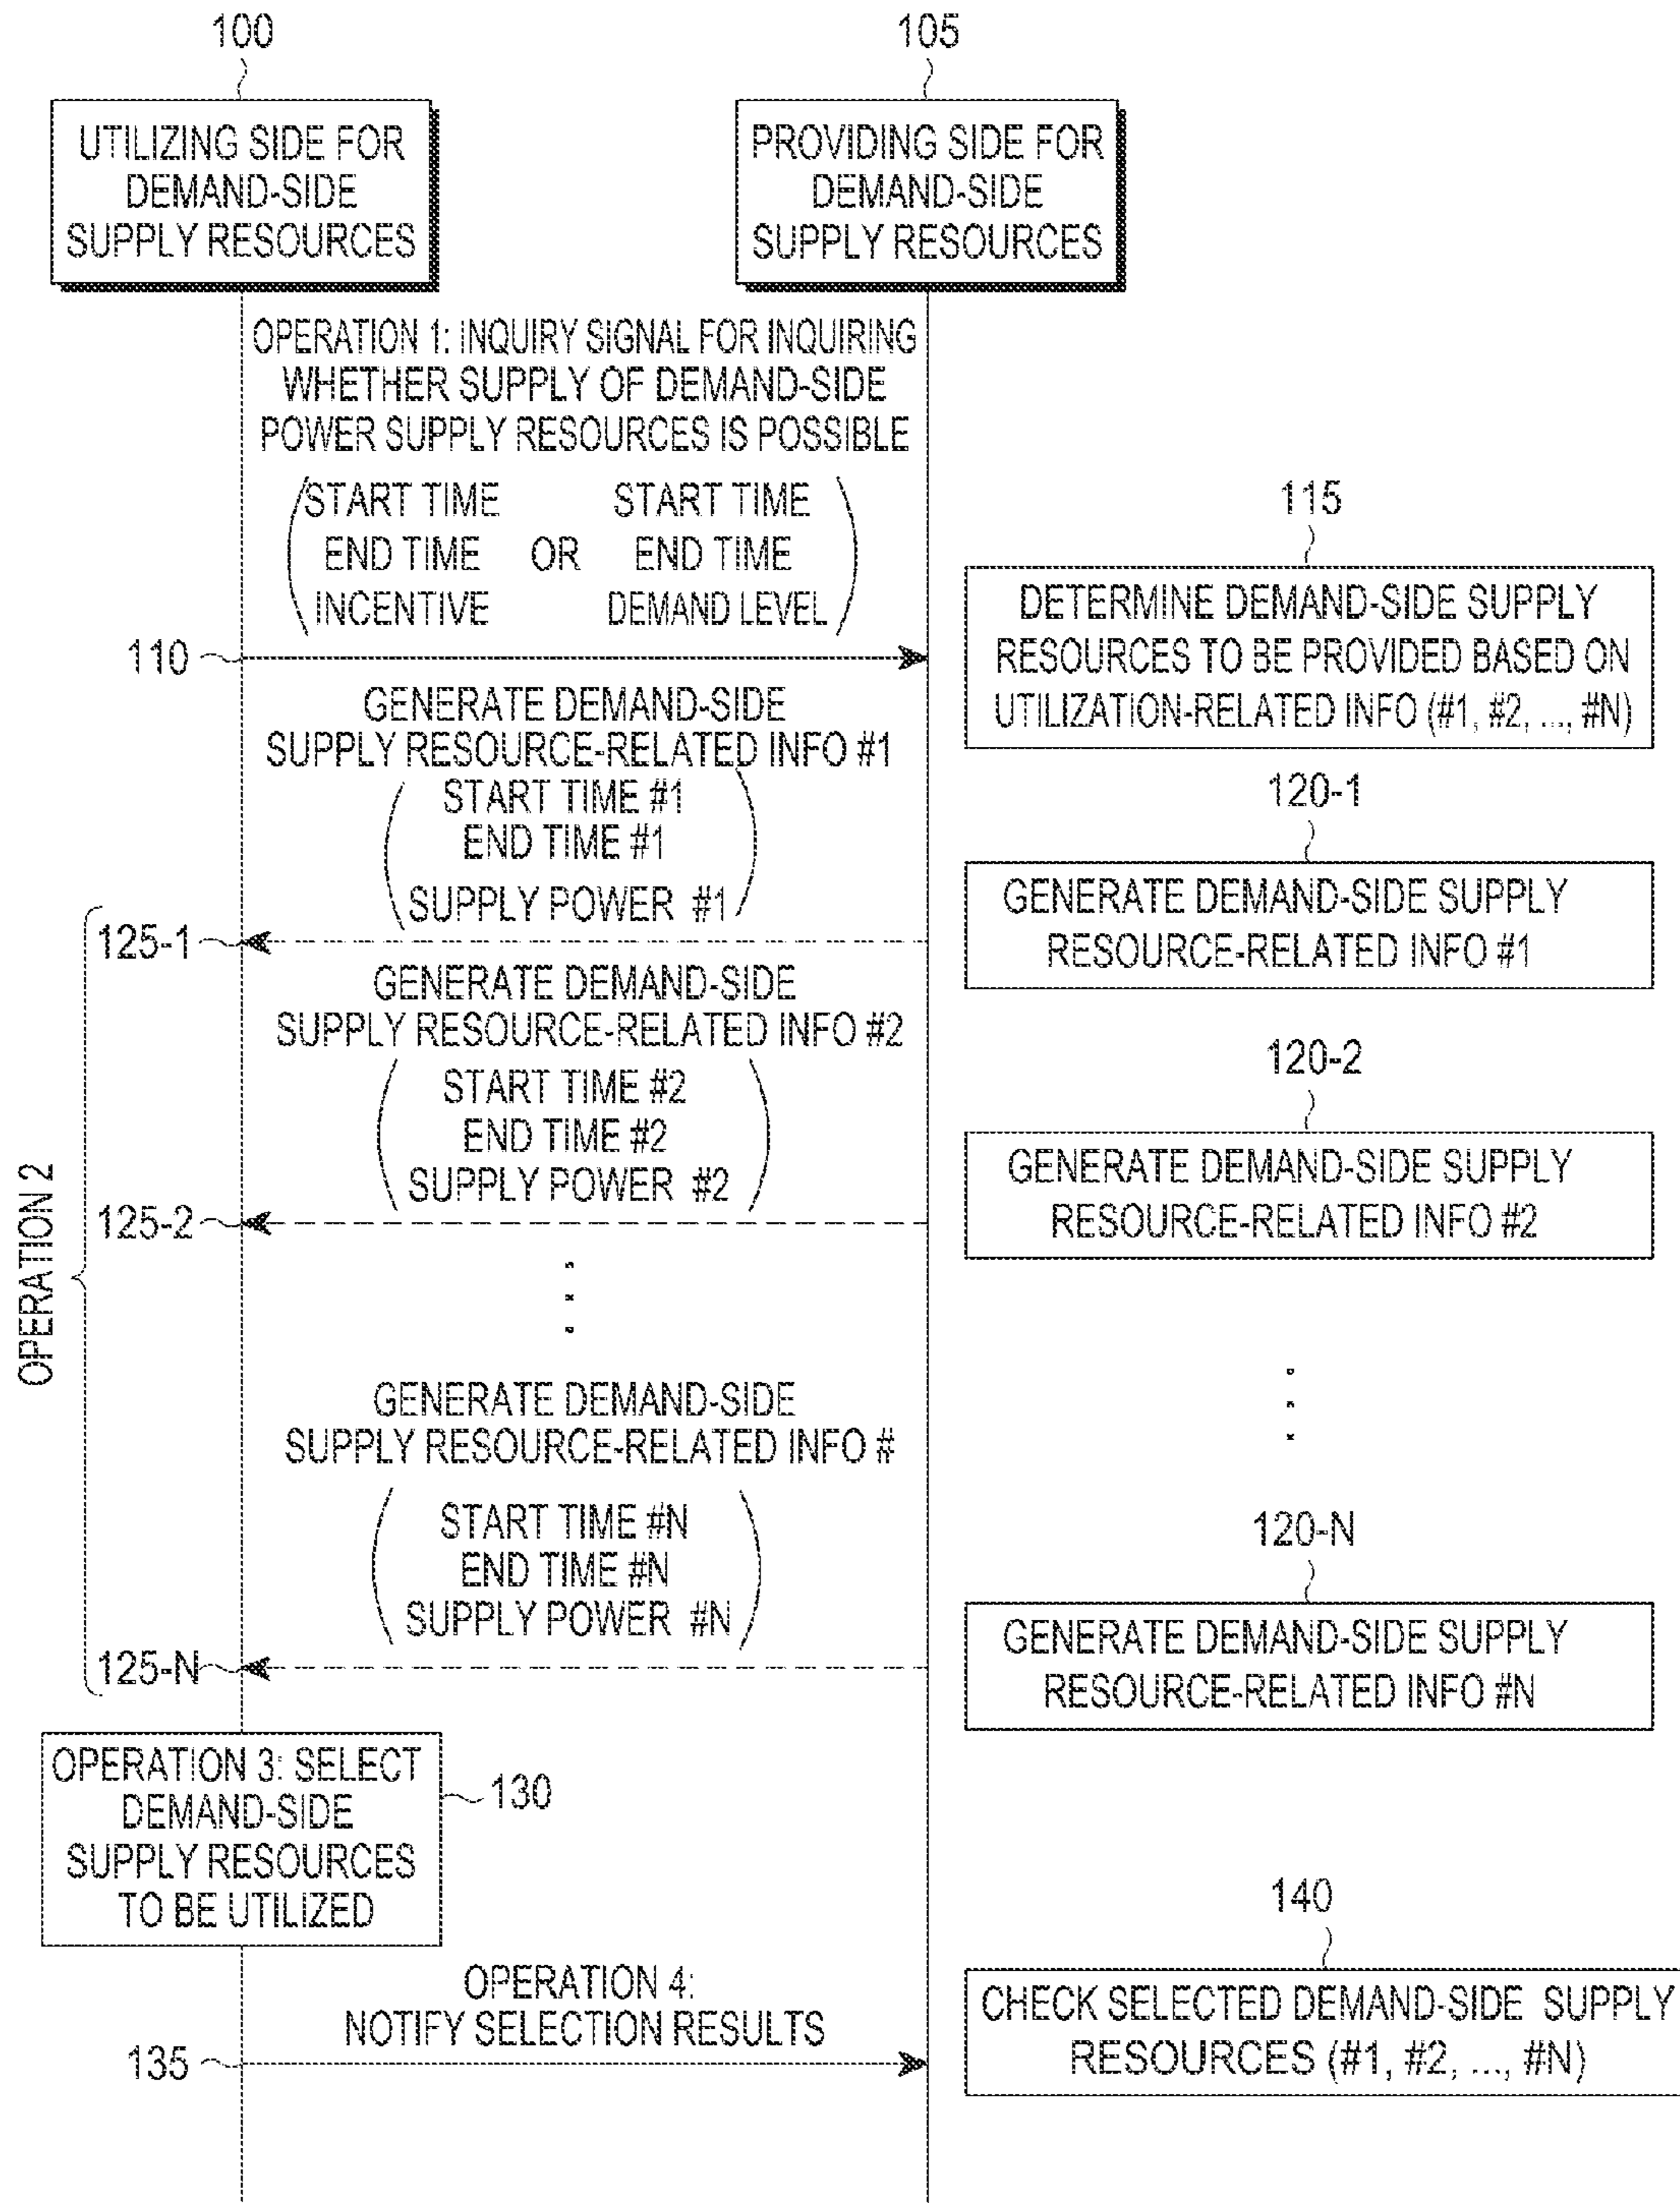 100
105
UTILIZING SIDE FOR
DEMAND-SIDE
SUPPLY RESOURCES
PROVIDING SIDE FOR
DEMAND-SIDE
SUPPLY RESOURCES
OPERATION 1: INQUIRY SIGNAL FOR INQUIRING
WHETHER SUPPLY OF DEMAND-SIDE
POWER SUPPLY RESOURCES IS POSSIBLE
START TIME START TIME
END TIME OR END TIME
INCENTIVE DEMAND LEVEL
110
115
DETERMINE DEMAND-SIDE SUPPLY
RESOURCES TO BE PROVIDED BASED ON
UTILIZATION-RELATED INFO (#1, #2, ..., #N)
GENERATE DEMAND-SIDE
SUPPLY RESOURCE-RELATED INFO #1
START TIME #1
END TIME #1
SUPPLY POWER #1
120-1
GENERATE DEMAND-SIDE SUPPLY
RESOURCE-RELATED INFO #1
OPERATION 2
125-1
GENERATE DEMAND-SIDE
SUPPLY RESOURCE-RELATED INFO #2
START TIME #2
END TIME #2
SUPPLY POWER #2
120-2
GENERATE DEMAND-SIDE SUPPLY
RESOURCE-RELATED INFO #2
125-2
GENERATE DEMAND-SIDE
SUPPLY RESOURCE-RELATED INFO #
START TIME #N
END TIME #N
SUPPLY POWER #N
120-N
GENERATE DEMAND-SIDE SUPPLY
RESOURCE-RELATED INFO #N
125-N
OPERATION 3: SELECT
DEMAND-SIDE
SUPPLY RESOURCES
TO BE UTILIZED
130
OPERATION 4:
NOTIFY SELECTION RESULTS
135
140
CHECK SELECTED DEMAND-SIDE SUPPLY
RESOURCES (#1, #2, ..., #N)